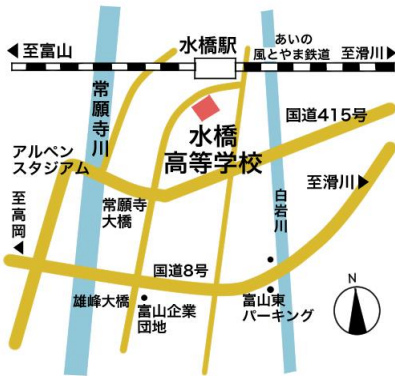 至富山
水橋駅
あいの
風とやま鉄道
至滑川
常願寺川
国道415号
水橋
高等学校
アルペン
スタジアム
至滑川
白岩川
常願寺
大橋
至高岡
国道8号
雄峰大橋
富山企業
団地
富山東
パーキング
N